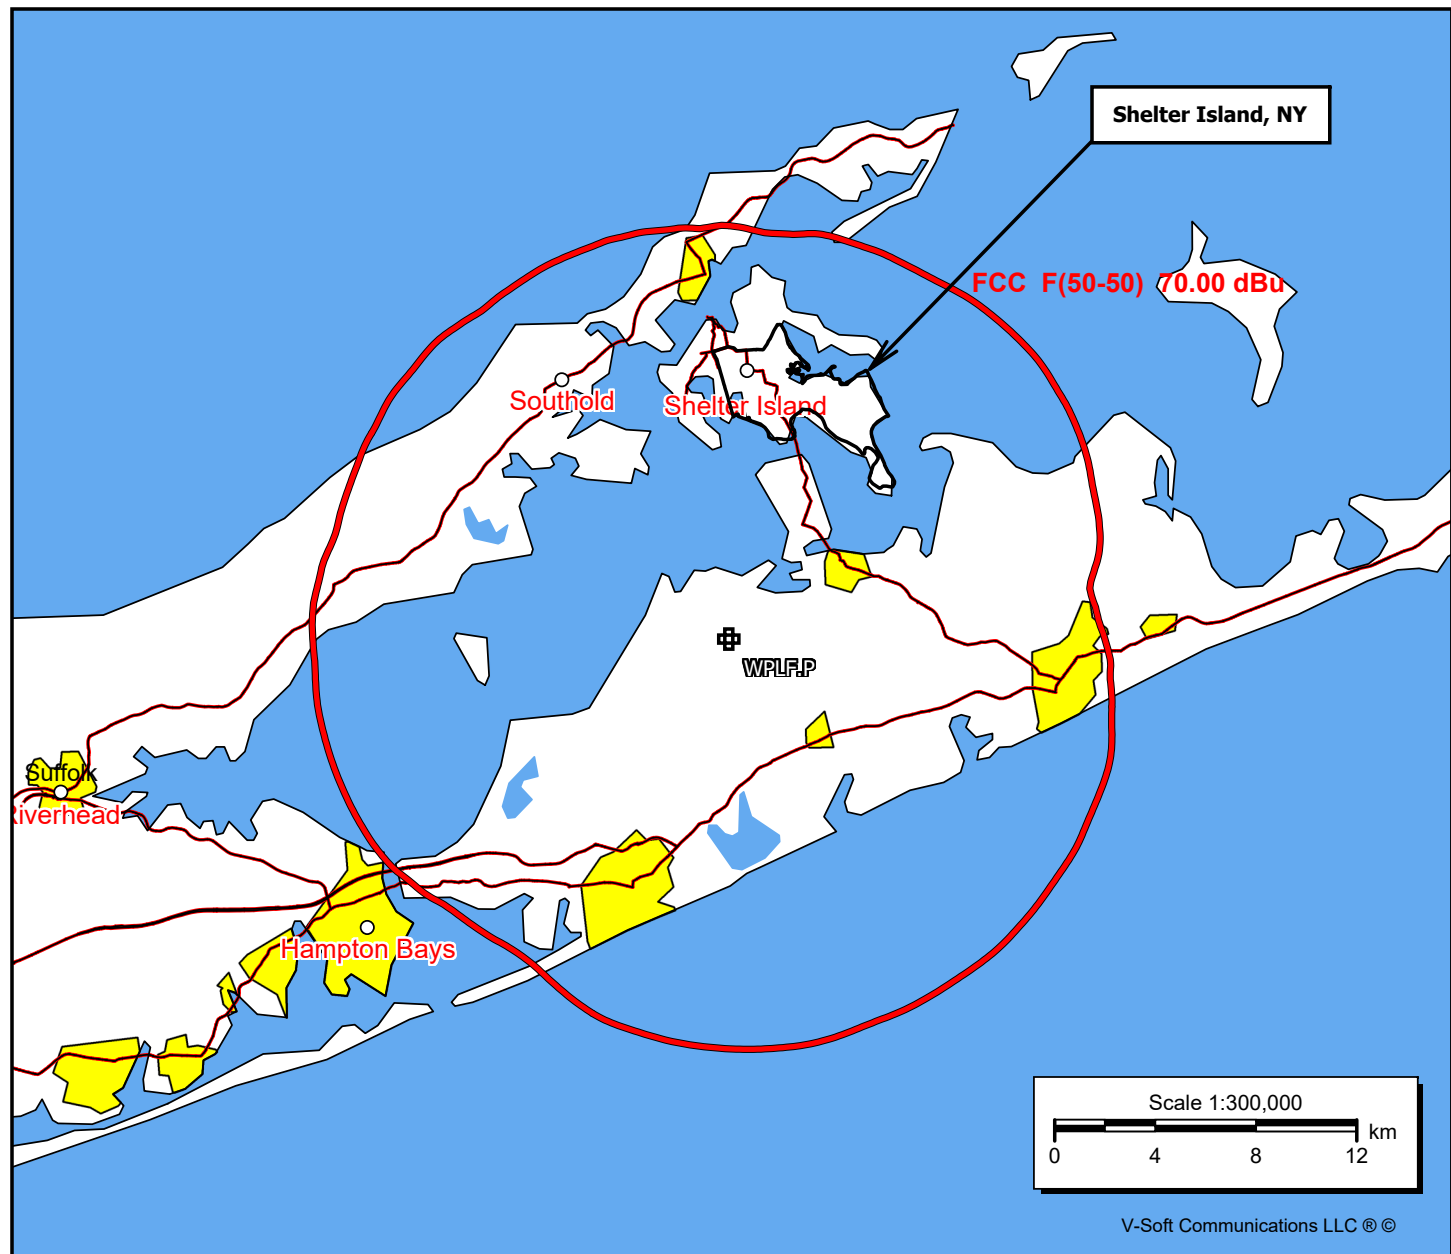 Shelter Island, NY
FCC F(50-50) 70.00 dBu
Southold
Shelter Island
WPLF.P
Suffolk
Riverhead
Hampton Bays
Scale 1:300,000
km
0 4 8 12
V-Soft Communications LLC ® ©